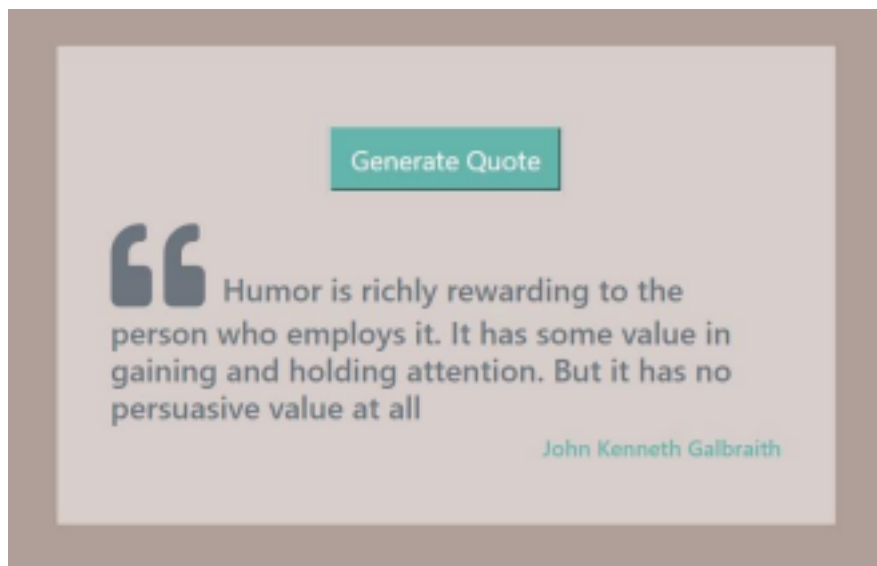 Generate Quote
Humor is richly rewarding to the
person who employs it. It has some value in
gaining and holding attention. But it has no
persuasive value at all
John Kenneth Galbraith